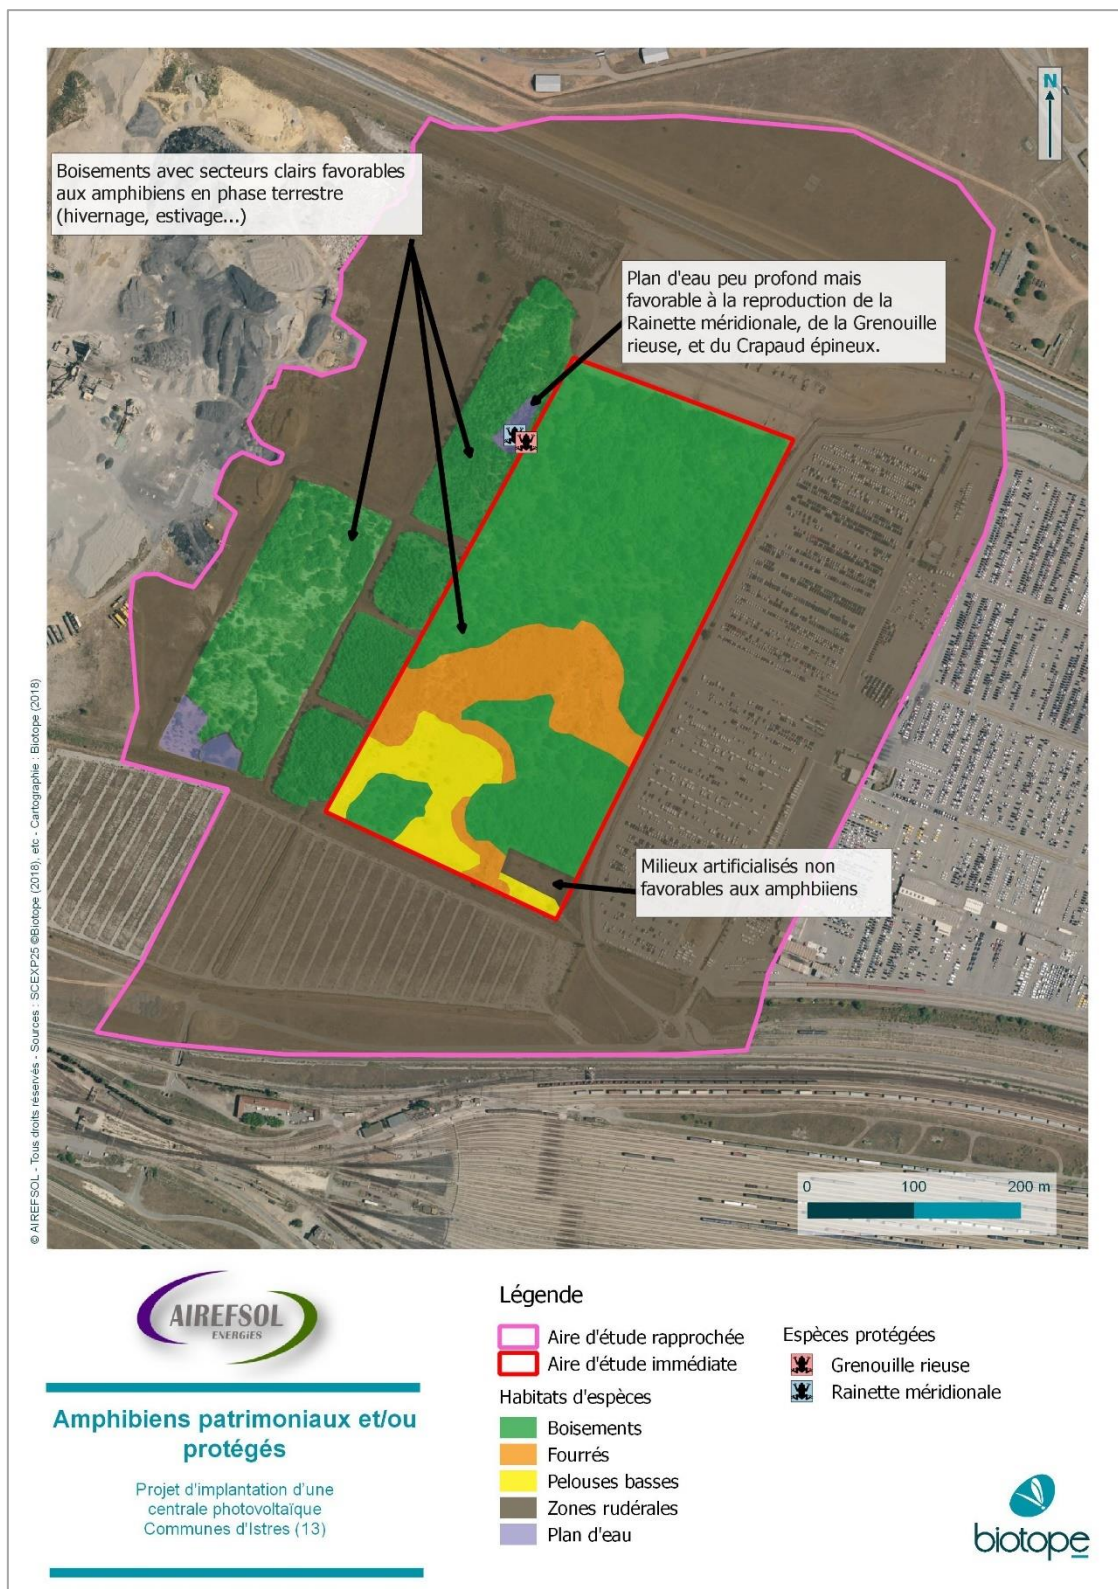 N
Boisements avec secteurs clairs favorables
aux amphibiens en phase terrestre
(hivernage, estivage...)
Plan d'eau peu profond mais
favorable à la reproduction de la
Rainette méridionale, de la Grenouille
rieuse, et du Crapaud épineux.
Milieux artificialisés non
favorables aux amphbiiens
0 100 200 m
© AIREFSOL - Tous droits réservés - Sources : SCEXP25 ©Biotope (2018), etc - Cartographie : Biotope (2018)
AIREFSOL
ENERGiES
Amphibiens patrimoniaux et/ou
protégés
Projet d'implantation d'une
centrale photovoltaïque
Communes d'Istres (13)
Légende
Aire d'étude rapprochée
Aire d'étude immédiate
Habitats d'espèces
Boisements
Fourrés
Pelouses basses
Zones rudérales
Plan d'eau
Espèces protégées
Grenouille rieuse
Rainette méridionale
biotope